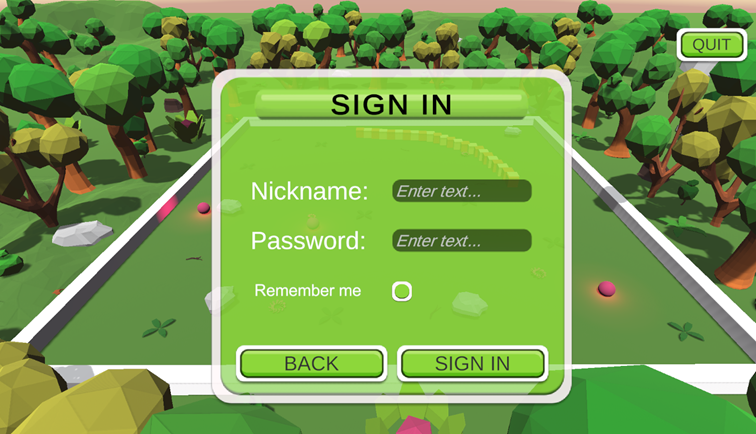 QUIT
SIGN IN
Nickname: Enter text...
Password: Enter text...
Remember me
BACK SIGN IN